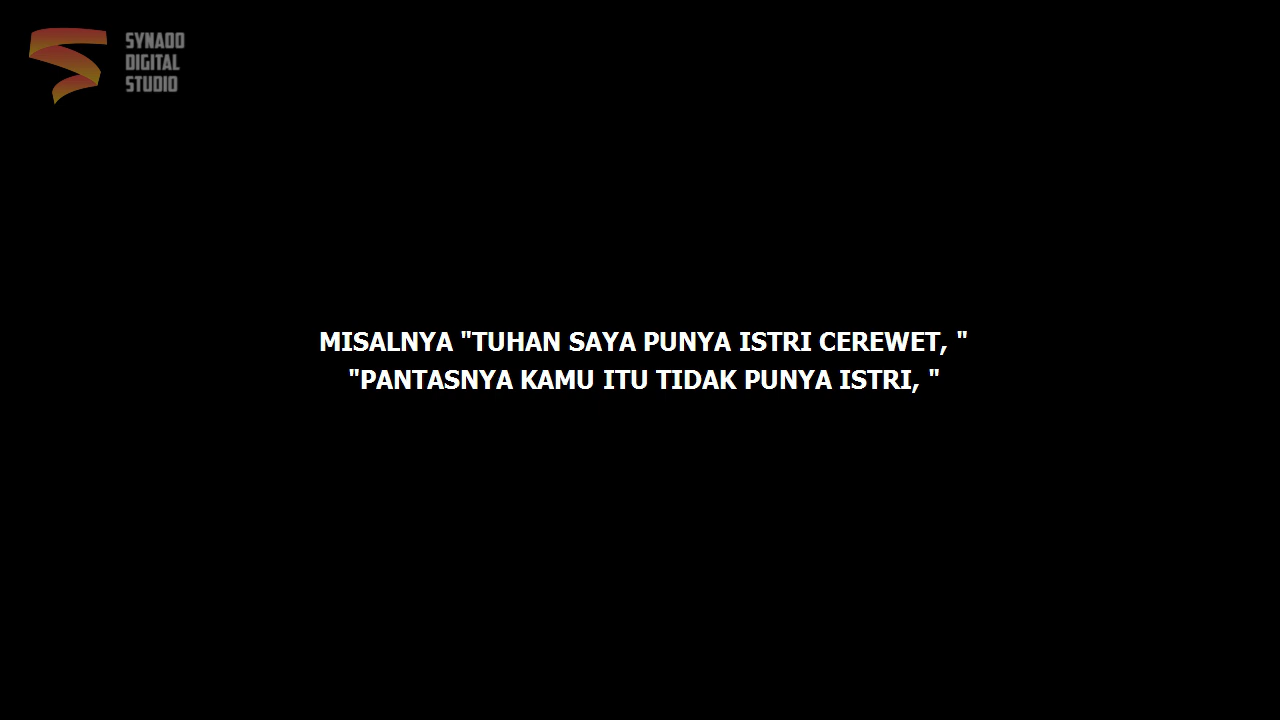 SYNADO
DIGITAL
STUDIO
MISALNYA "TUHAN SAYA PUNYA ISTRI CEREWET, "
"PANTASNYA KAMU ITU TIDAK PUNYA ISTRI, "